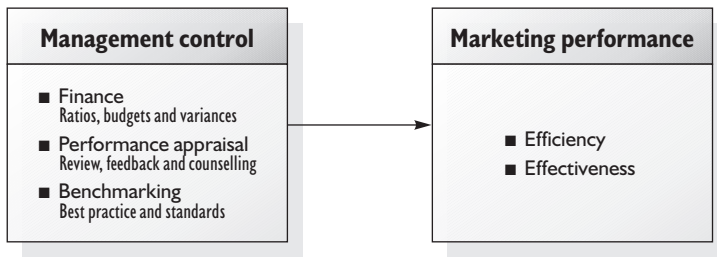 Management control
■ Finance
Ratios, budgets and variances
■ Performance appraisal
Review, feedback and counselling
■ Benchmarking
Best practice and standards
Marketing performance
■ Efficiency
■ Effectiveness